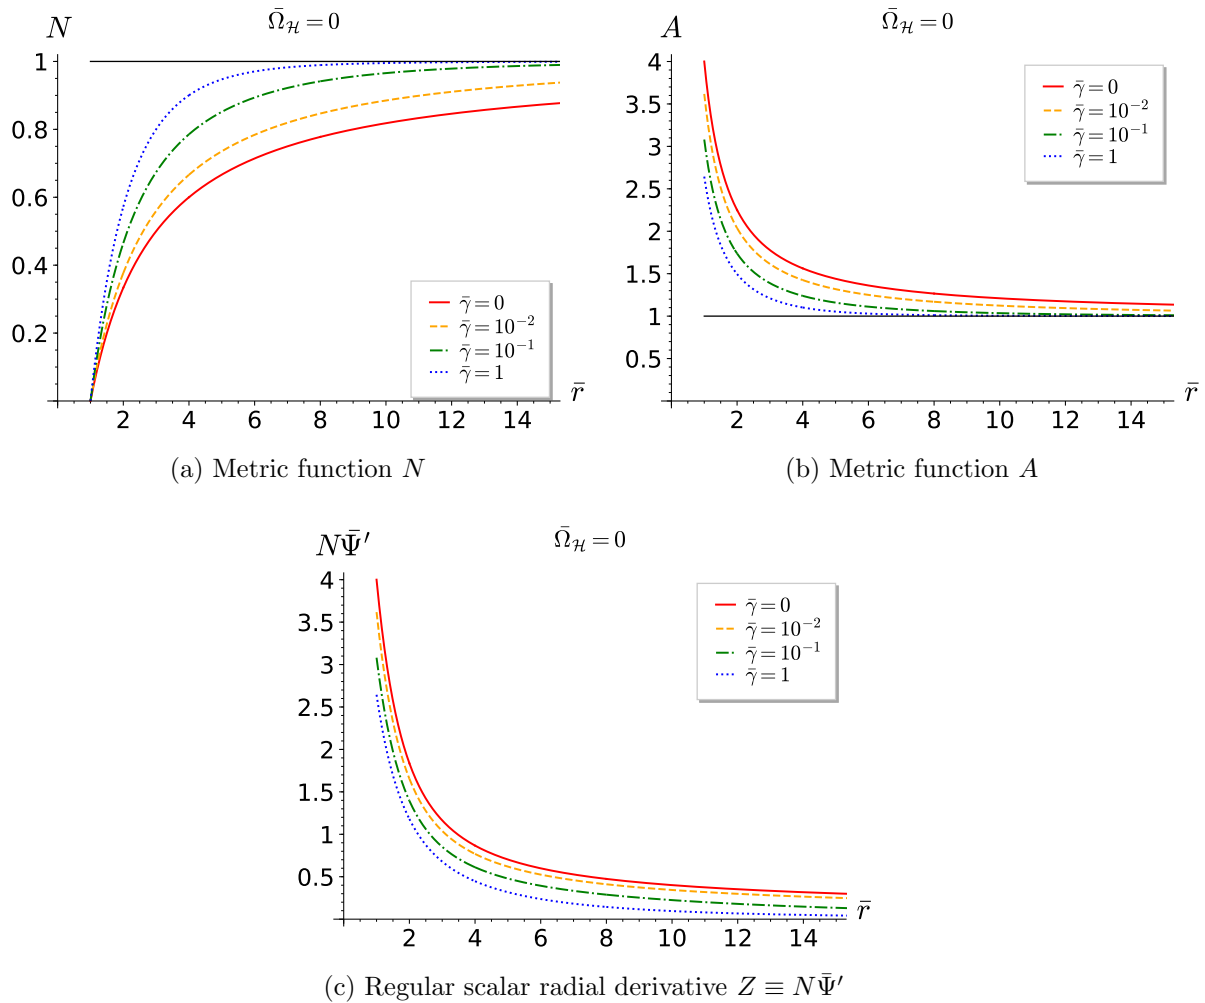 N
Ω̄_ℋ = 0
1
0.8
0.6
0.4
0.2
γ̄ = 0
γ̄ = 10⁻²
γ̄ = 10⁻¹
γ̄ = 1
r̄
2 4 6 8 10 12 14
(a) Metric function N
A
Ω̄_ℋ = 0
4
3.5
3
2.5
2
1.5
1
0.5
γ̄ = 0
γ̄ = 10⁻²
γ̄ = 10⁻¹
γ̄ = 1
r̄
2 4 6 8 10 12 14
(b) Metric function A
NΨ̄′
Ω̄_ℋ = 0
4
3.5
3
2.5
2
1.5
1
0.5
γ̄ = 0
γ̄ = 10⁻²
γ̄ = 10⁻¹
γ̄ = 1
r̄
2 4 6 8 10 12 14
(c) Regular scalar radial derivative Z ≡ NΨ̄′